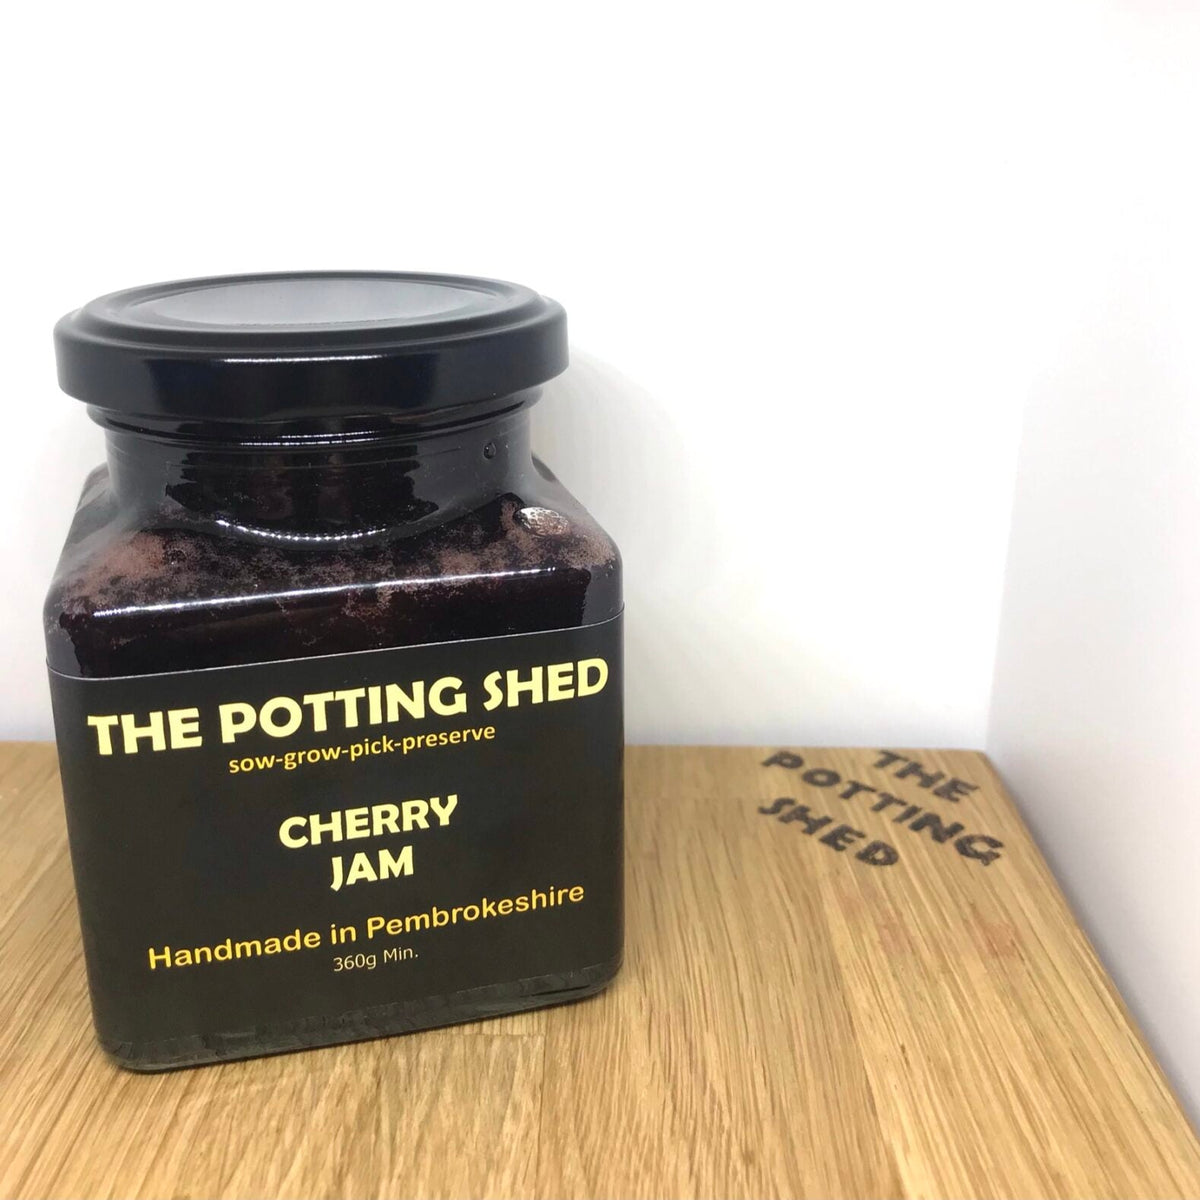 THE POTTING SHED
sow-grow-pick-preserve
CHERRY
JAM
Handmade in Pembrokeshire
360g Min.
THE
POTTING
SHED